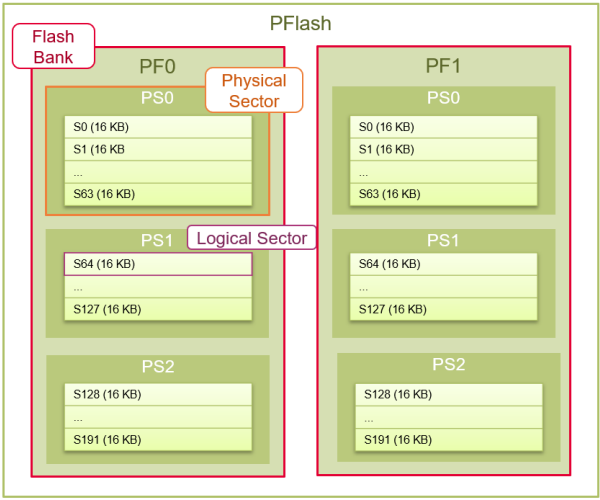 PFlash
Flash
Bank
PF0
Physical
Sector
PS0
S0 (16 KB)
S1 (16 KB
...
S63 (16 KB)
PS1
Logical Sector
S64 (16 KB)
...
S127 (16 KB)
PS2
S128 (16 KB)
...
S191 (16 KB)
PF1
PS0
S0 (16 KB)
S1 (16 KB)
...
S63 (16 KB)
PS1
S64 (16 KB)
...
S127 (16 KB)
PS2
S128 (16 KB)
...
S191 (16 KB)